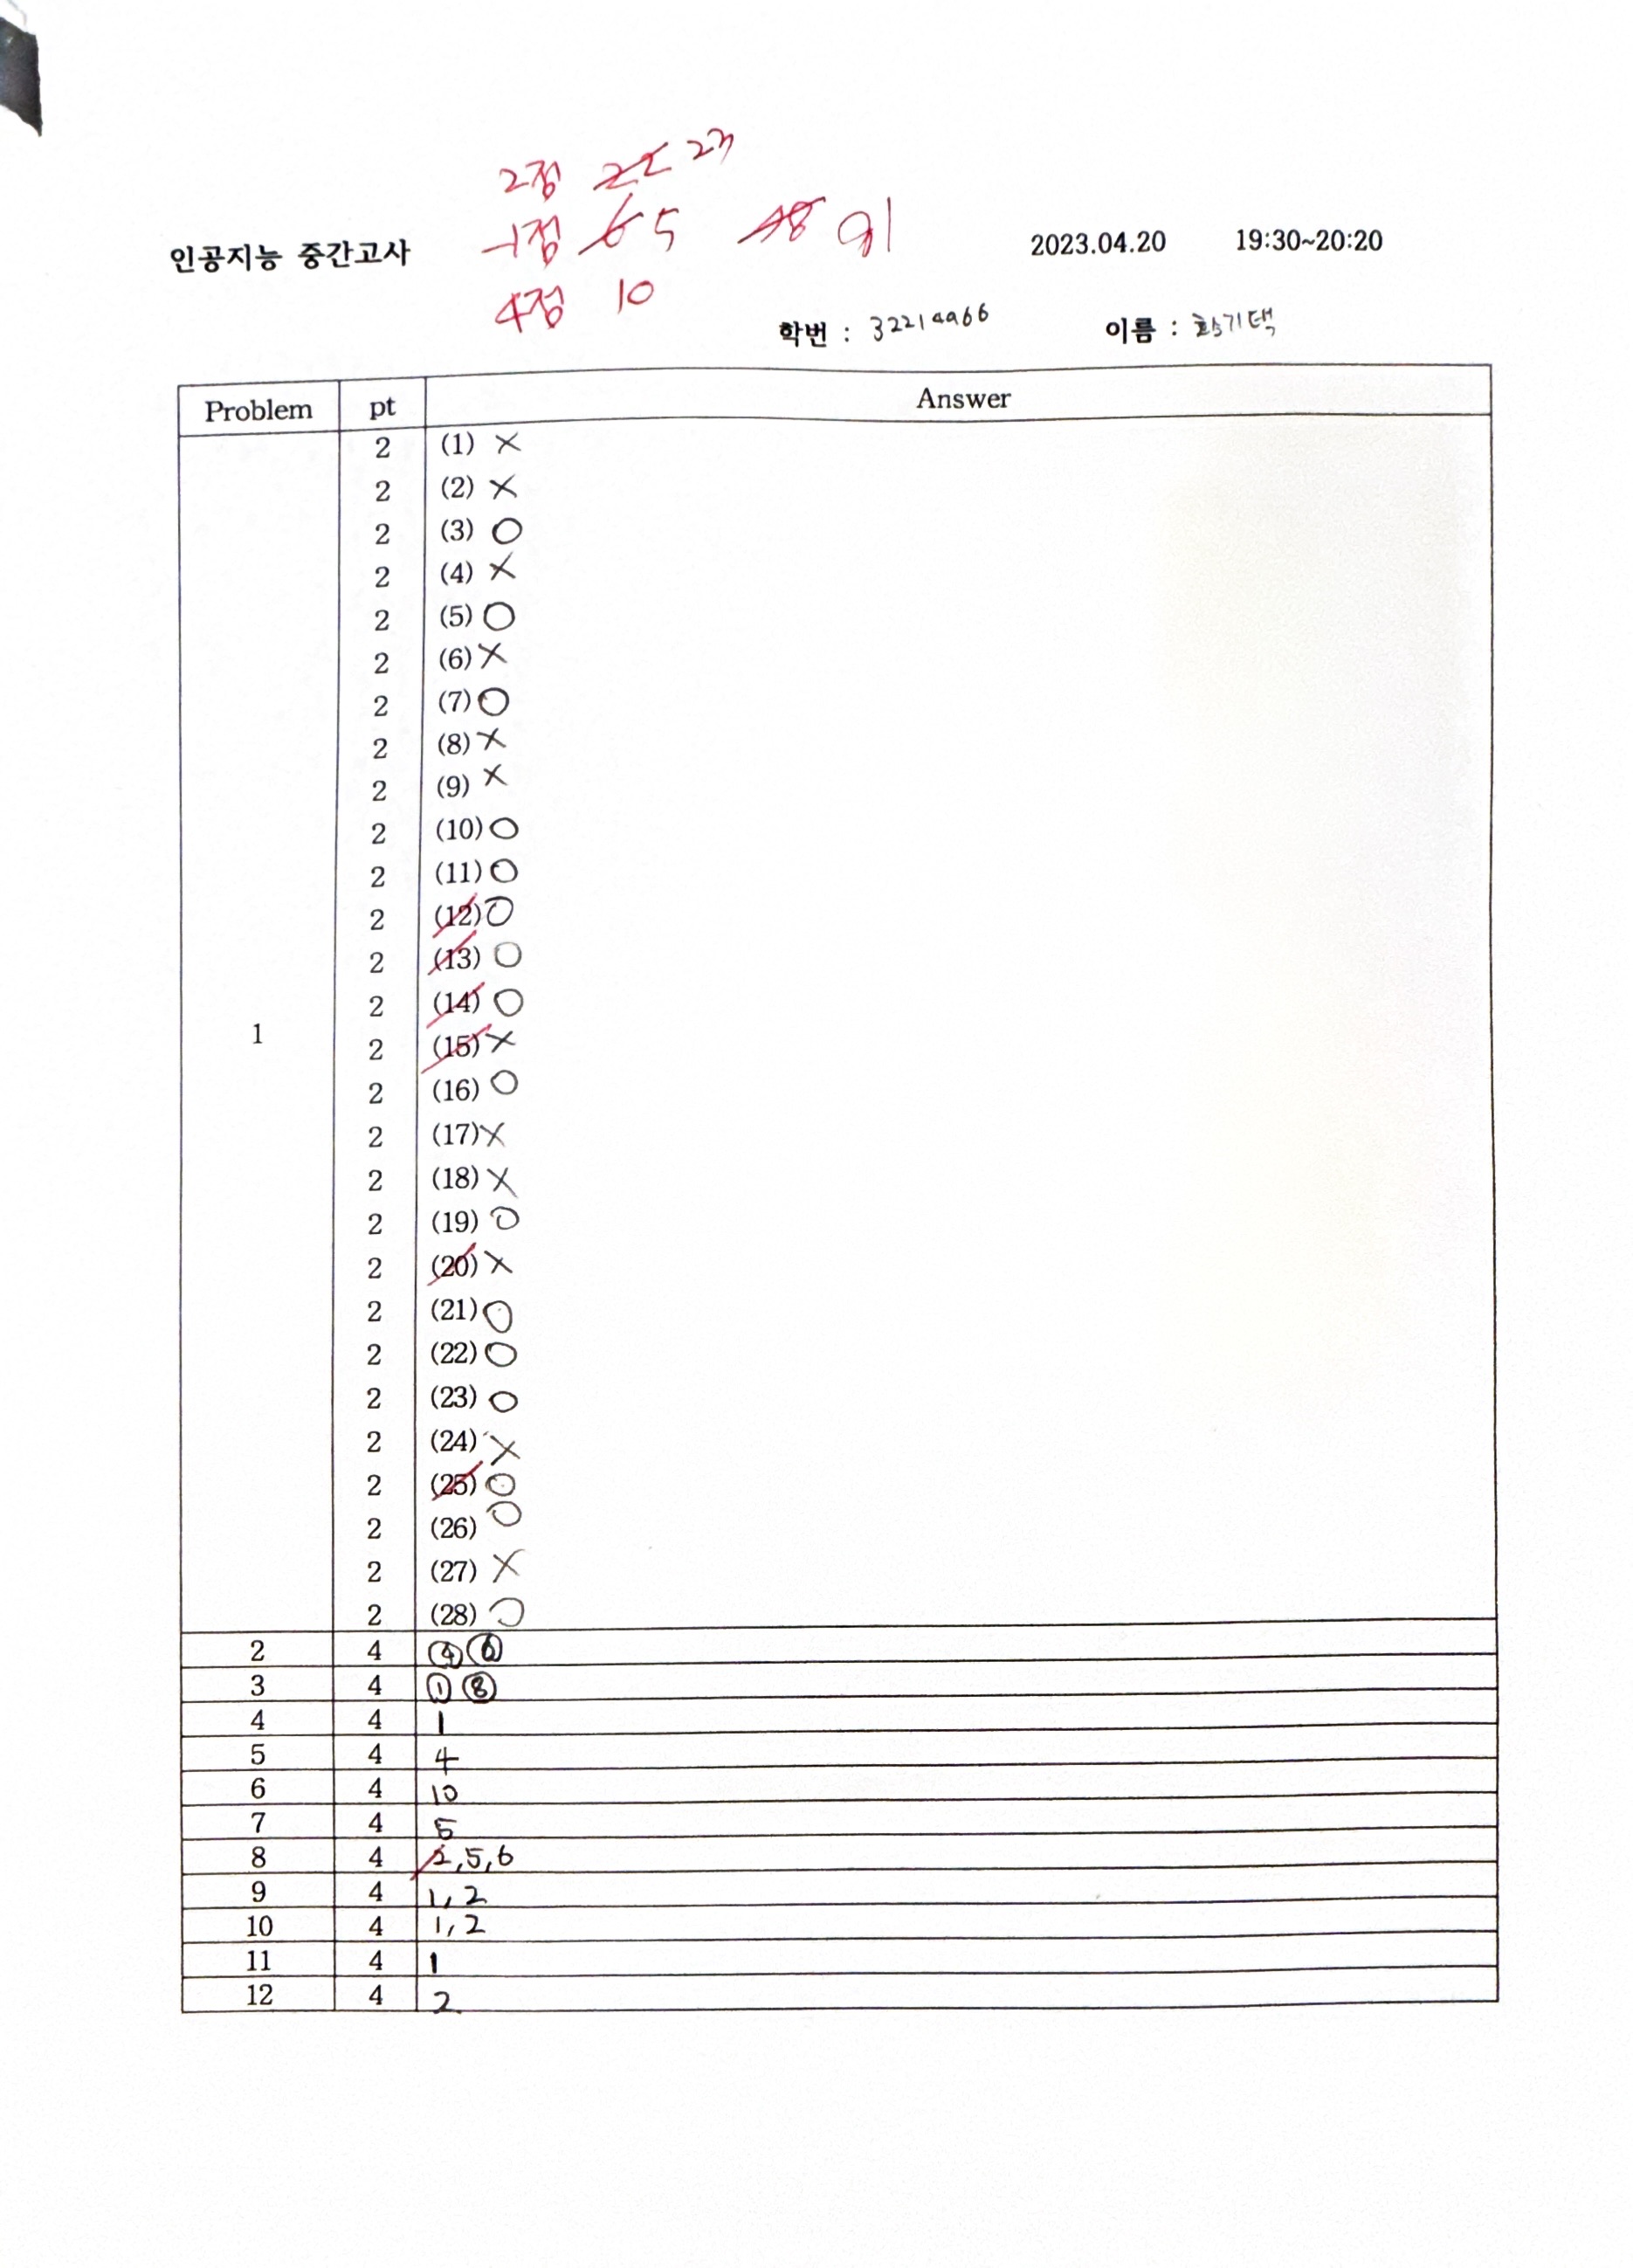 2점 22 23
-1점 6 5 48 91
4점 10
인공지능 중간고사 2023.04.20 19:30~20:20
학번 : 32214966 이름 : 황기택
Problem pt Answer
2 (1) X
2 (2) X
2 (3) O
2 (4) X
2 (5) O
2 (6) X
2 (7) O
2 (8) X
2 (9) X
2 (10) O
2 (11) O
2 (12) O
2 (13) O
2 (14) O
1 2 (15) X
2 (16) O
2 (17) X
2 (18) X
2 (19) O
2 (20) X
2 (21) O
2 (22) O
2 (23) O
2 (24) X
2 (25) O
2 (26) O
2 (27) X
2 (28) O
2 4 ④ ⑥
3 4 ① ⑧
4 4 1
5 4 4
6 4 10
7 4 5
8 4 2,5,6
9 4 1,2
10 4 1,2
11 4 1
12 4 2